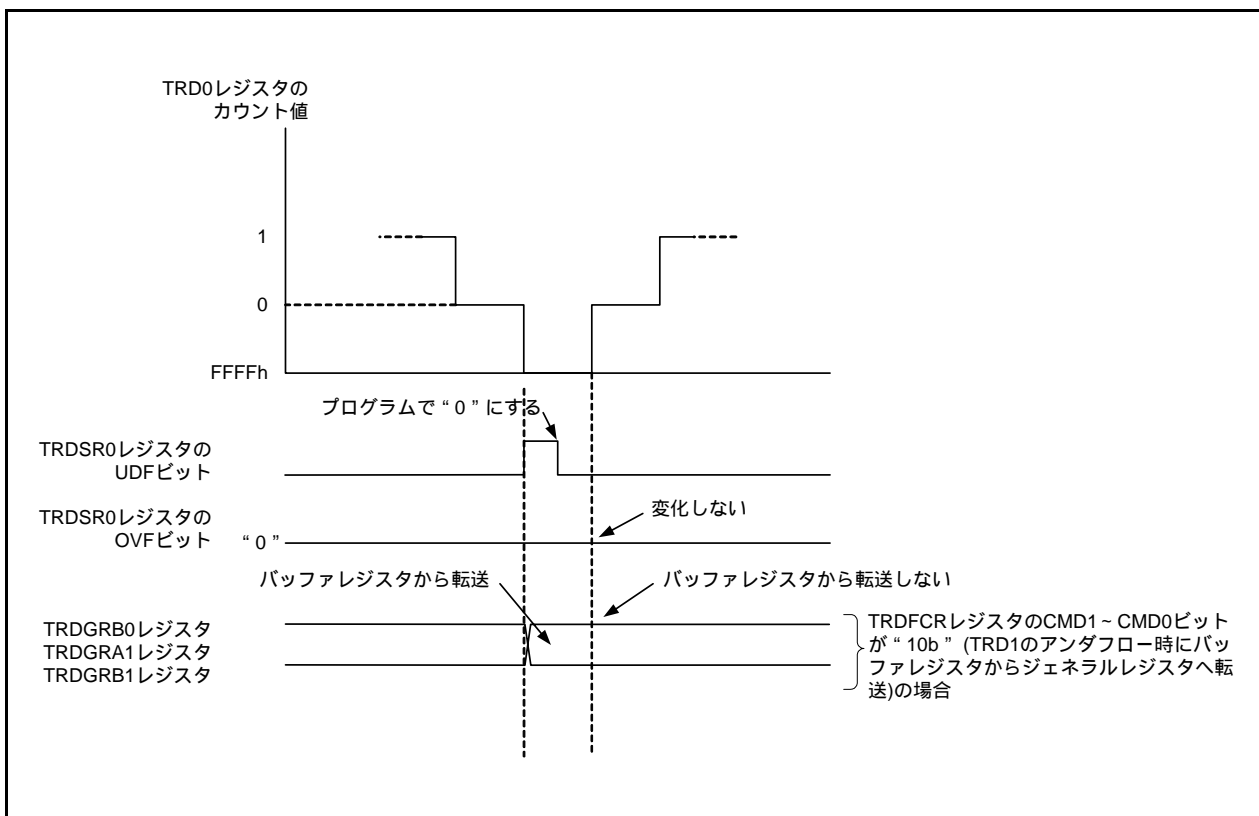 TRD0レジスタの
カウント値
1
0
FFFFh
プログラムで“ 0 ”にする
TRDSR0レジスタの
UDFビット
TRDSR0レジスタの
OVFビット “ 0 ”
変化しない
バッファレジスタから転送
バッファレジスタから転送しない
TRDGRB0レジスタ
TRDGRA1レジスタ
TRDGRB1レジスタ
TRDFCRレジスタのCMD1～CMD0ビット
が“ 10b ” (TRD1のアンダフロー時にバッ
ファレジスタからジェネラルレジスタへ転
送)の場合